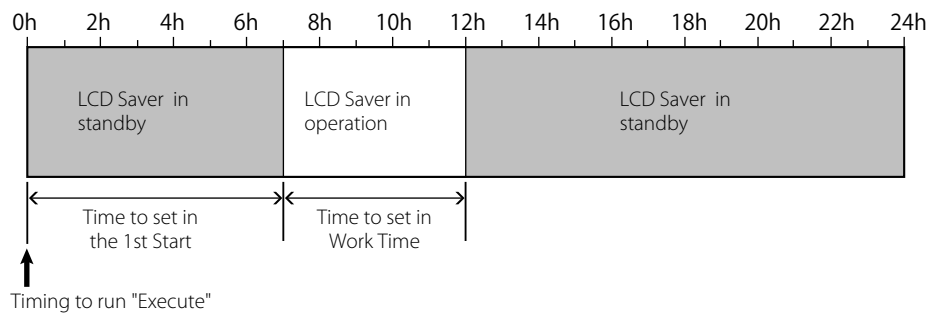 0h 2h 4h 6h 8h 10h 12h 14h 16h 18h 20h 22h 24h
LCD Saver in
standby
LCD Saver in
operation
LCD Saver in
standby
Time to set in
the 1st Start
Time to set in
Work Time
Timing to run "Execute"